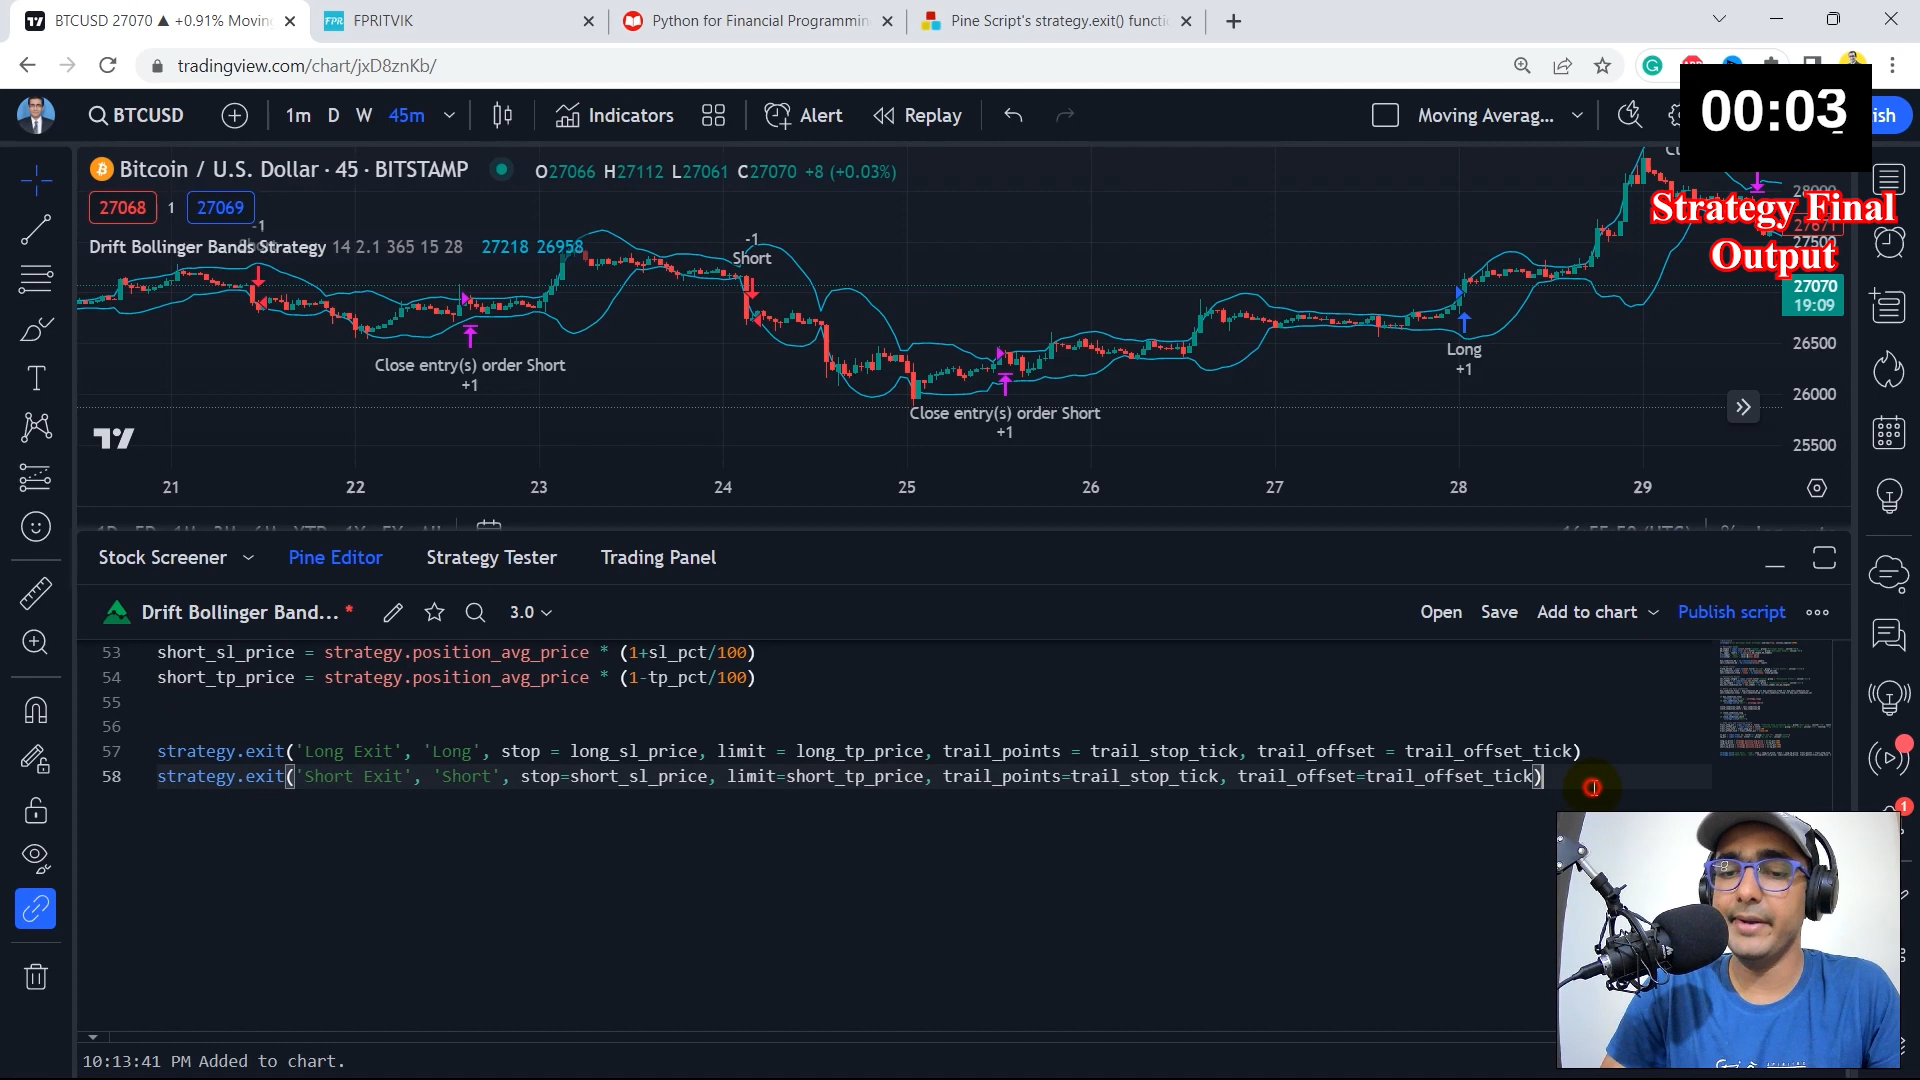 BTCUSD 27070 ▲ +0.91% Moving
FPR FPRITVIK
Python for Financial Programmin
Pine Script's strategy.exit() functi
tradingview.com/chart/jxD8znKb/
BTCUSD
1m D W 45m
Indicators
Alert
Replay
Moving Averag...
ish
00:03
Bitcoin / U.S. Dollar · 45 · BITSTAMP
O27066 H27112 L27061 C27070 +8 (+0.03%)
27068 1 27069
Drift Bollinger Bands Strategy 14 2.1 365 15 28 27218 26958
-1
-1
Short
Close entry(s) order Short
+1
Close entry(s) order Short
+1
Long
+1
Strategy Final
Output
28000
27671
27500
27070
19:09
26500
26000
25500
21 22 23 24 25 26 27 28 29
Stock Screener
Pine Editor
Strategy Tester
Trading Panel
Drift Bollinger Band... *
3.0
Open
Save
Add to chart
Publish script
53 short_sl_price = strategy.position_avg_price * (1+sl_pct/100)
54 short_tp_price = strategy.position_avg_price * (1-tp_pct/100)
55
56
57 strategy.exit('Long Exit', 'Long', stop = long_sl_price, limit = long_tp_price, trail_points = trail_stop_tick, trail_offset = trail_offset_tick)
58 strategy.exit('Short Exit', 'Short', stop=short_sl_price, limit=short_tp_price, trail_points=trail_stop_tick, trail_offset=trail_offset_tick)
1
10:13:41 PM Added to chart.